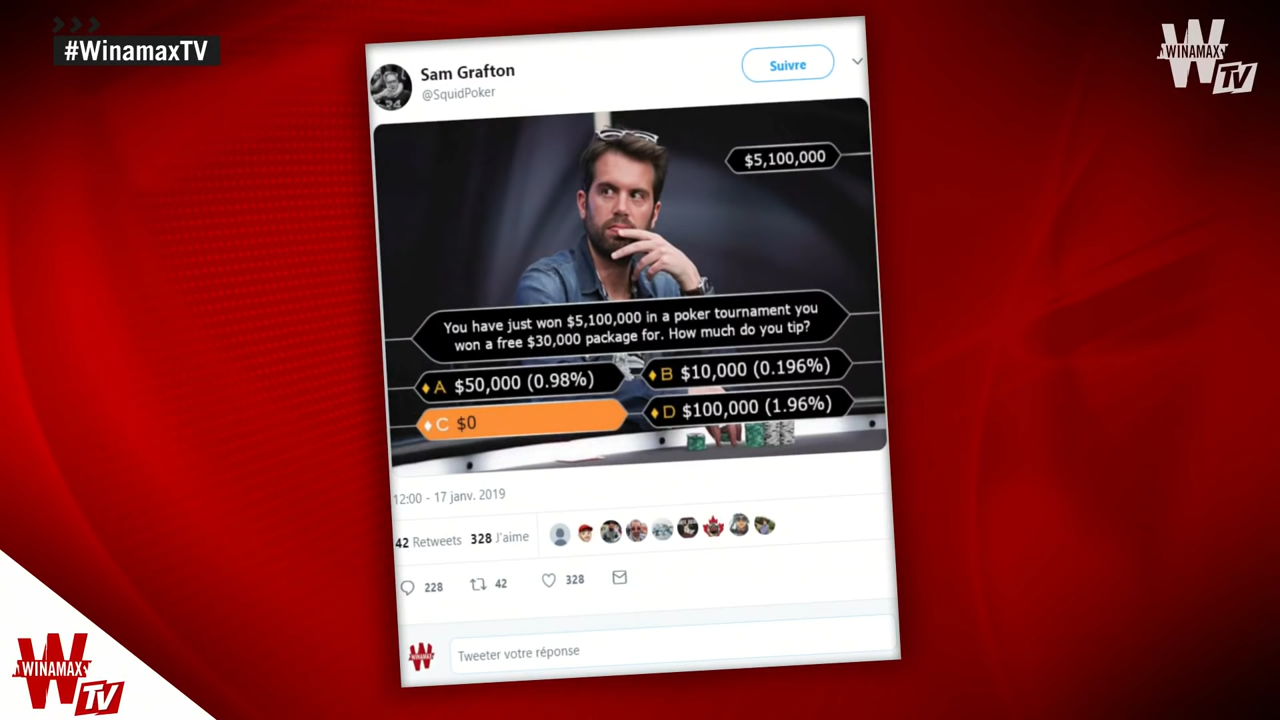 #WinamaxTV
WINAMAX
TV
Sam Grafton
@SquidPoker
Suivre
$5,100,000
You have just won $5,100,000 in a poker tournament you
won a free $30,000 package for. How much do you tip?
A $50,000 (0.98%)
B $10,000 (0.196%)
C $0
D $100,000 (1.96%)
12:00 - 17 janv. 2019
42 Retweets 328 J'aime
228 42 328
W
Tweeter votre réponse
WINAMAX
TV